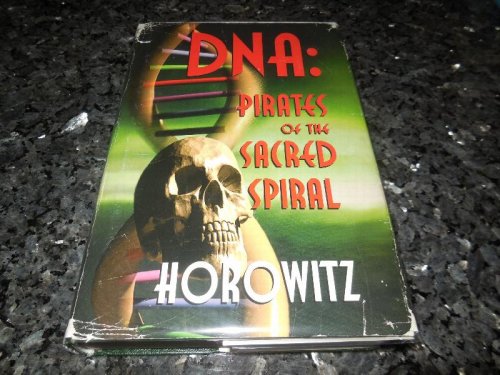 DNA:
PIRATES
OF THE
SACRED
SPIRAL
HOROWITZ